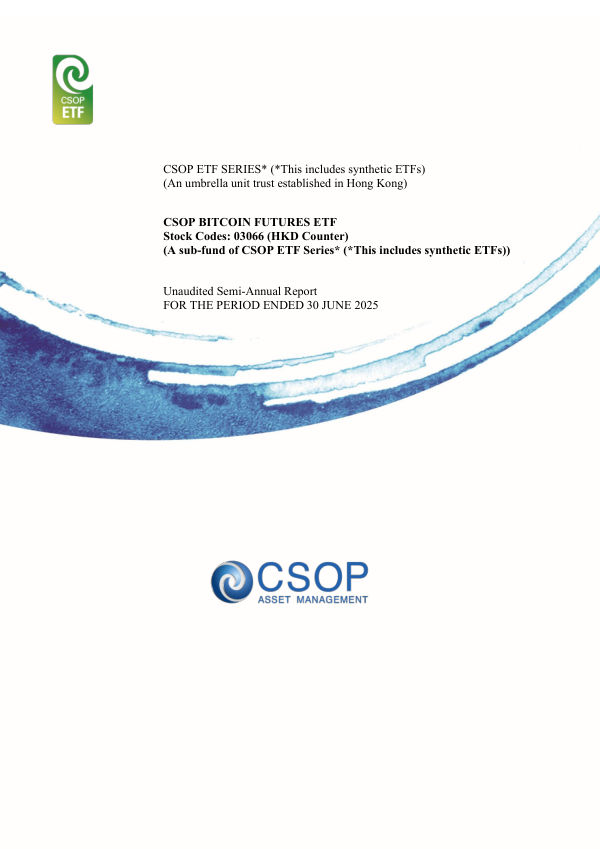 CSOP
ETF
CSOP ETF SERIES* (*This includes synthetic ETFs)
(An umbrella unit trust established in Hong Kong)
CSOP BITCOIN FUTURES ETF
Stock Codes: 03066 (HKD Counter)
(A sub-fund of CSOP ETF Series* (*This includes synthetic ETFs))
Unaudited Semi-Annual Report
FOR THE PERIOD ENDED 30 JUNE 2025
CSOP
ASSET MANAGEMENT